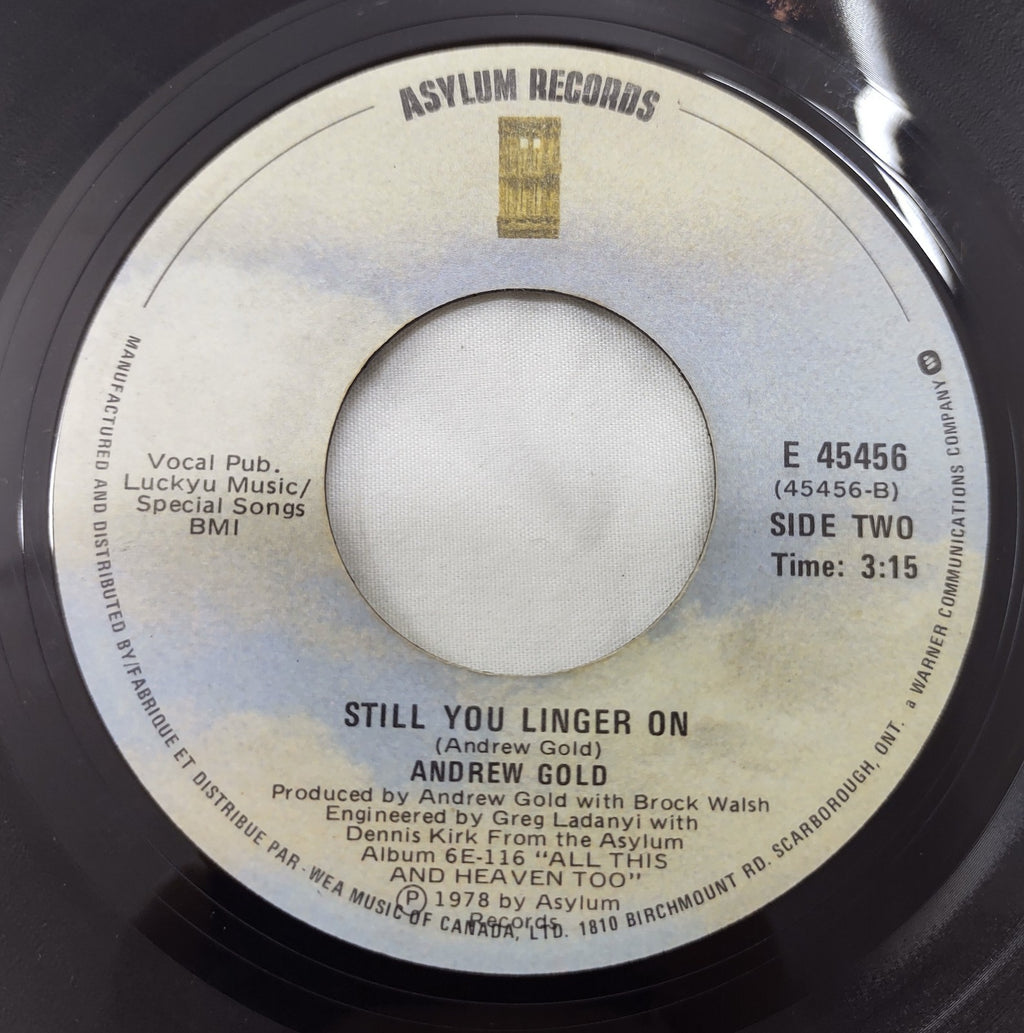 ASYLUM RECORDS
Vocal Pub.
Luckyu Music/
Special Songs
BMI
E 45456
(45456-B)
SIDE TWO
Time: 3:15
STILL YOU LINGER ON
(Andrew Gold)
ANDREW GOLD
Produced by Andrew Gold with Brock Walsh
Engineered by Greg Ladanyi with
Dennis Kirk From the Asylum
Album 6E-116 "ALL THIS
AND HEAVEN TOO"
Ⓟ 1978 by Asylum
Records
MANUFACTURED AND DISTRIBUTED BY/FABRIQUE ET DISTRIBUE PAR - WEA MUSIC OF CANADA, LTD. 1810 BIRCHMOUNT RD. SCARBOROUGH, ONT. a WARNER COMMUNICATIONS COMPANY